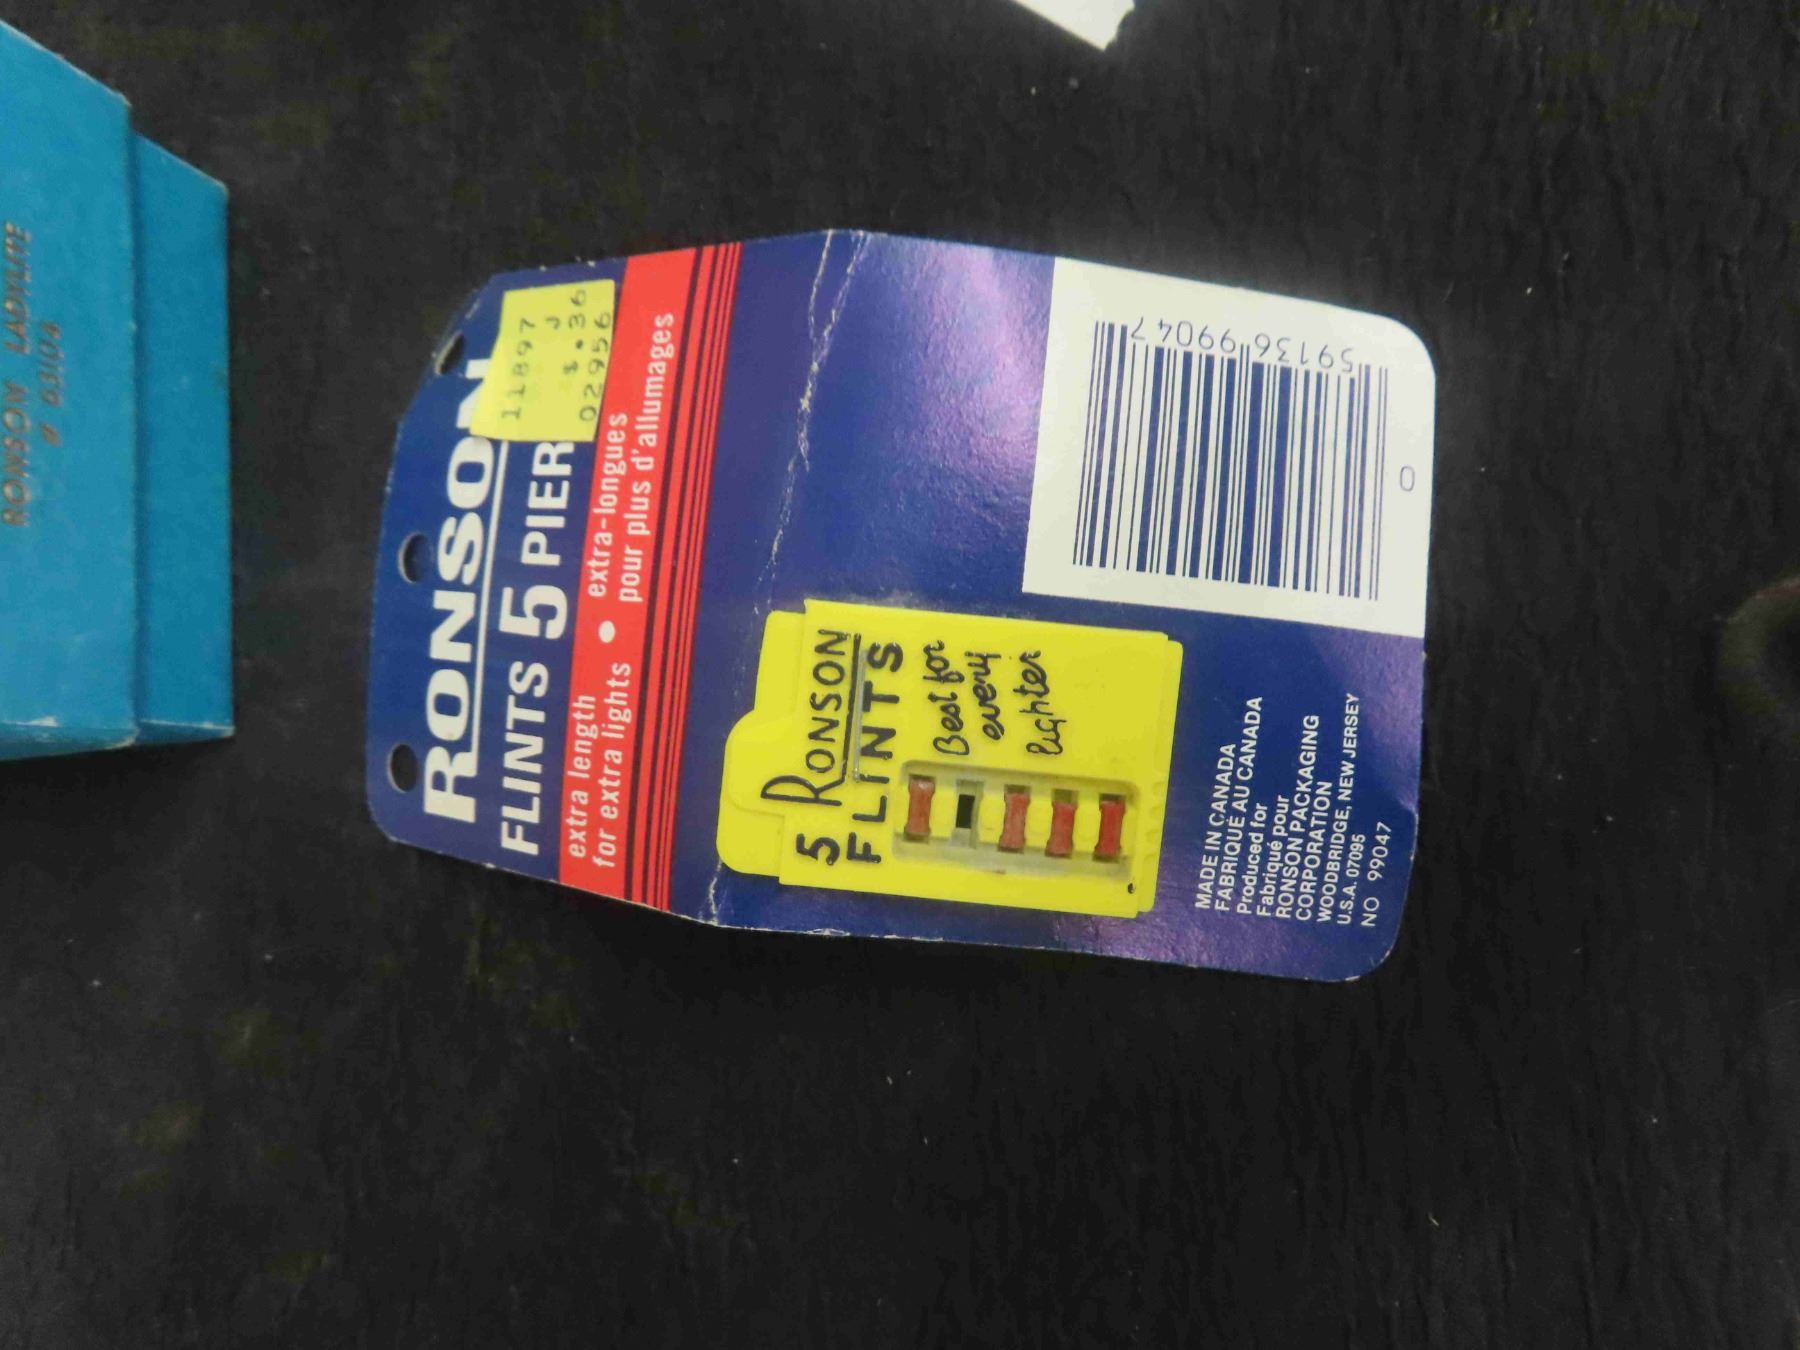 RONSON LADYLITE
RONSON
FLINTS 5 PIER
11897
J
$.36
02956
extra length
for extra lights
• extra-longues
pour plus d'allumages
5 RONSON
FLINTS
Best for
every
lighter
59136 99047
0
MADE IN CANADA
FABRIQUÉ AU CANADA
Produced for
Fabriqué pour
RONSON PACKAGING
CORPORATION
WOODBRIDGE, NEW JERSEY
U.S.A. 07095
NO 99047